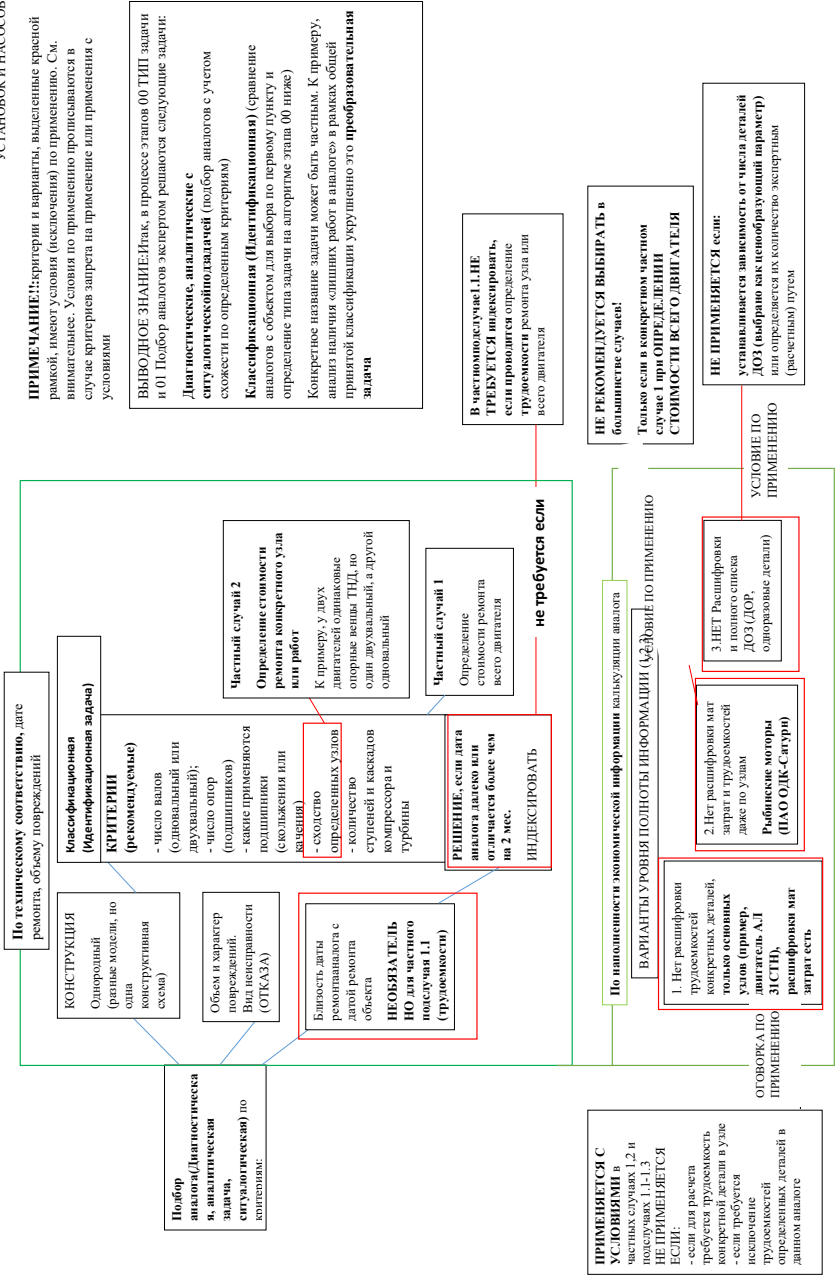 УСТАНОВОК И НАСОСОВ
ПРИМЕЧАНИЕ!!:критерии и варианты, выделенные красной
рамкой, имеют условия (исключения) по применению. См.
внимательнее. Условия по применению прописываются в
случае критериев запрета на применение или применения с
условиями
ВЫВОДНОЕ ЗНАНИЕ:Итак, в процессе этапов 00 ТИП задачи
и 01 Подбор аналогов экспертом решаются следующие задачи:
Диагностические, аналитические с
ситуалогическойподзадачей (подбор аналогов с учетом
схожести по определенным критериям)
Классификационная (Идентификационная) (сравнение
аналогов с объектом для выбора по первому пункту и
определение типа задачи на алгоритме этапа 00 ниже)
Конкретное название задачи может быть частным. К примеру,
анализ наличия «лишних работ в аналоге» в рамках общей
принятой классификации укрупненно это преобразовательная
задача
По техническому соответствию, дате
ремонта, объему повреждений
Подбор
аналога(Диагностическа
я, аналитическая
задача,
ситуалогическая) по
критериям:
КОНСТРУКЦИЯ
Однородный
(разные модели, но
одна
конструктивная
схема)
Объем и характер
повреждений.
Вид неисправности
(ОТКАЗА)
Близость даты
ремонтааналога с
датой ремонта
объекта
НЕОБЯЗАТЕЛЬ
НО для частного
подслучая 1.1
(трудоемкости)
Классификационная
(Идентификационная задача)
КРИТЕРИИ
(рекомендуемые)
- число валов
(одновальный или
двухвальный);
- число опор
(подшипников)
- какие применяются
подшипники
(скольжения или
качения)
- сходство
определенных узлов
- количество
ступеней и каскадов
компрессора и
турбины
РЕШЕНИЕ, если дата
аналога далеко или
отличается более чем
на 2 мес.
ИНДЕКСИРОВАТЬ
Частный случай 2
Определение стоимости
ремонта конкретного узла
или работ
К примеру, у двух
двигателей одинаковые
опорные венцы ТНД, но
один двухвальный, а другой
одновальный
Частный случай 1
Определение
стоимости ремонта
всего двигателя
не требуется если
В частномподслучае1.1.НЕ
ТРЕБУЕТСЯ индексировать,
если проводится определение
трудоемкости ремонта узла или
всего двигателя
По наполненности экономической информации калькуляции аналога
ВАРИАНТЫ УРОВНЯ ПОЛНОТЫ ИНФОРМАЦИИ (1,2,3)
УСЛОВИЕ ПО ПРИМЕНЕНИЮ
НЕ РЕКОМЕНДУЕТСЯ ВЫБИРАТЬ в
большинстве случаев!
Только если в конкретном частном
случае 1 при ОПРЕДЕЛЕНИИ
СТОИМОСТИ ВСЕГО ДВИГАТЕЛЯ
ПРИМЕНЯЕТСЯ С
УСЛОВИЯМИ в
частных случаях 1,2 и
подслучаях 1.1-1.3
НЕ ПРИМЕНЯЕТСЯ
ЕСЛИ:
- если для расчета
требуется трудоемкость
конкретной детали в узле
- если требуется
исключение
трудоемкостей
определенных деталей в
данном аналоге
ОГОВОРКА ПО
ПРИМЕНЕНИЮ
1. Нет расшифровки
трудоемкостей
конкретных деталей,
только основных
узлов (пример,
двигатель АЛ
31СТН),
расшифровки мат
затрат есть
2.Нет расшифровки мат
затрат и трудоемкостей
даже по узлам
Рыбинские моторы
(ПАО ОДК-Сатурн)
3.НЕТ Расшифровки
и полного списка
ДОЗ (ДОР,
одноразовые детали)
УСЛОВИЕ ПО
ПРИМЕНЕНИЮ
НЕ ПРИМЕНЯЕТСЯ если:
устанавливается зависимость от числа деталей
ДОЗ (выбрано как ценообразующий параметр)
или определяется их количество экспертным
(расчетным) путем